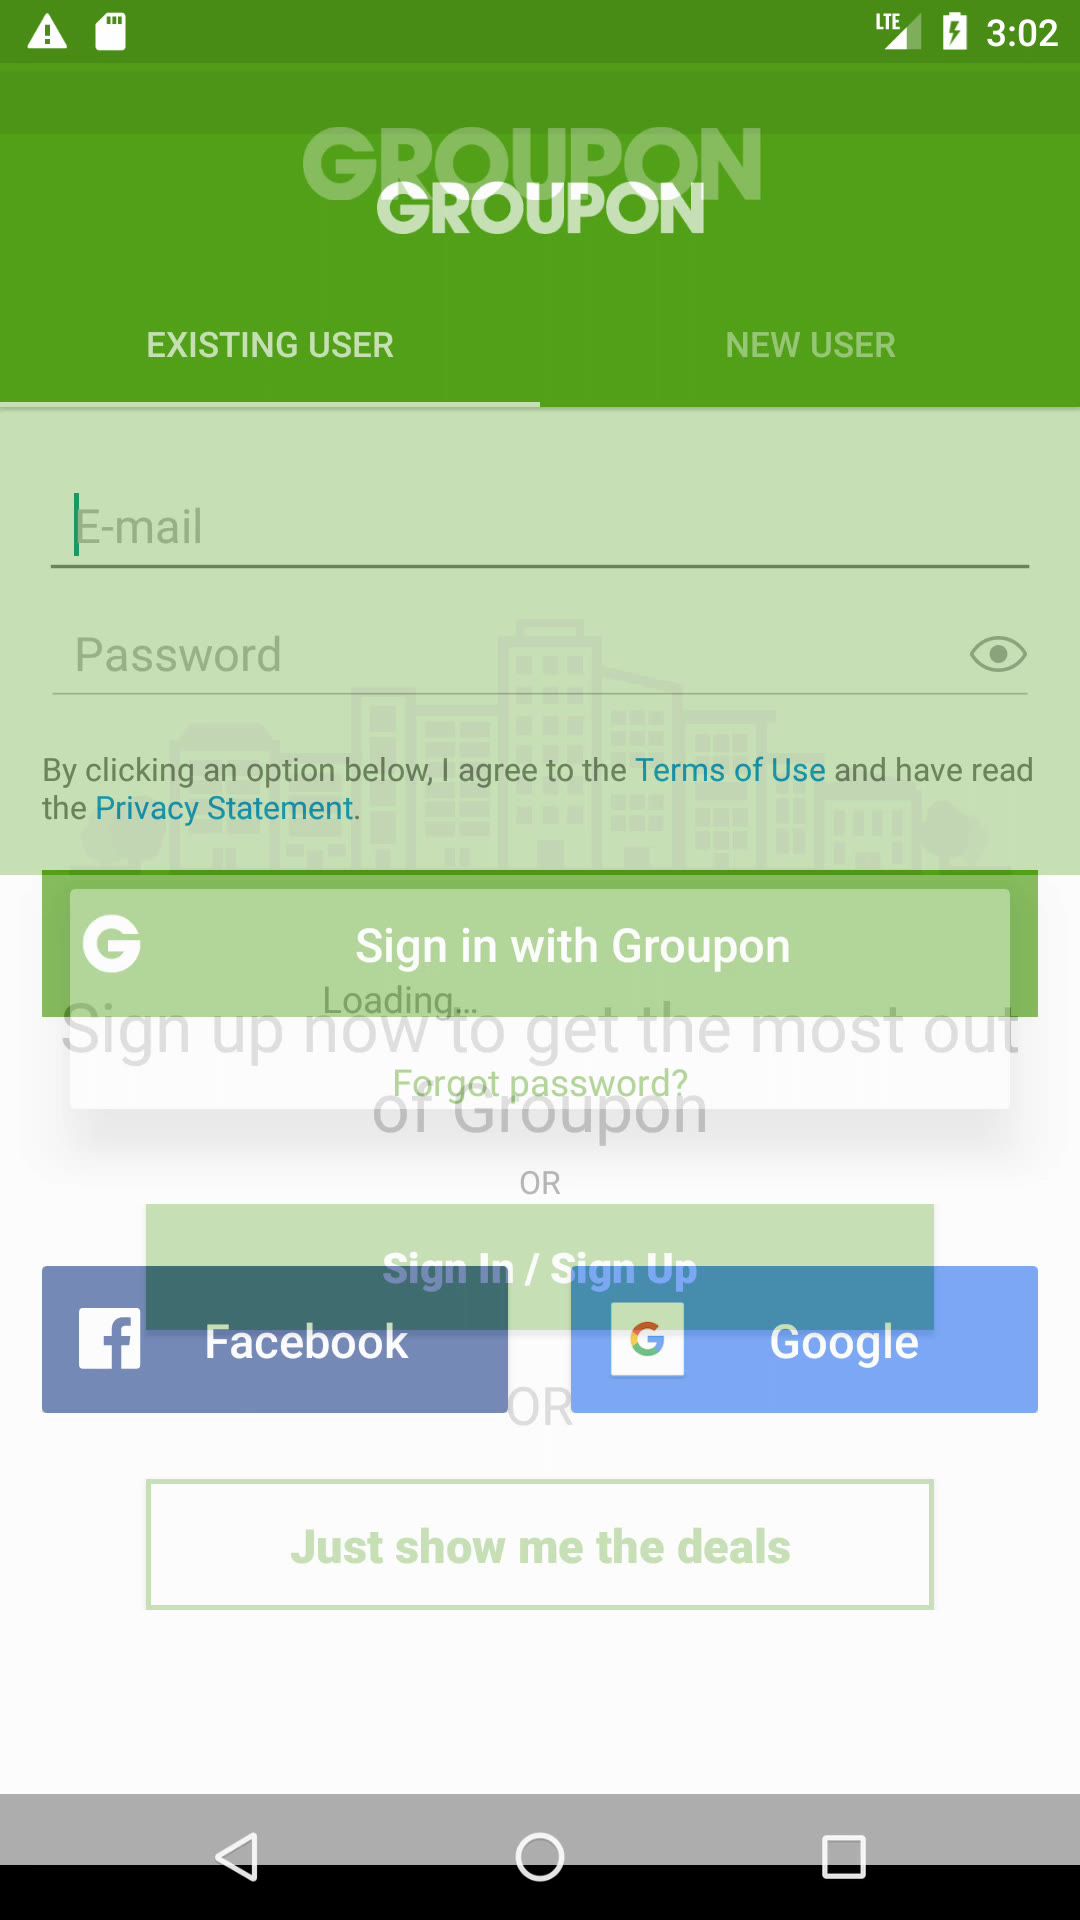 LTE 3:02
GROUPON
GROUPON
EXISTING USER NEW USER
E-mail
Password
By clicking an option below, I agree to the Terms of Use and have read
the Privacy Statement.
Sign in with Groupon
Loading...
Sign up now to get the most out
Forgot password?
of Groupon
OR
Sign In / Sign Up
Facebook Google
OR
Just show me the deals